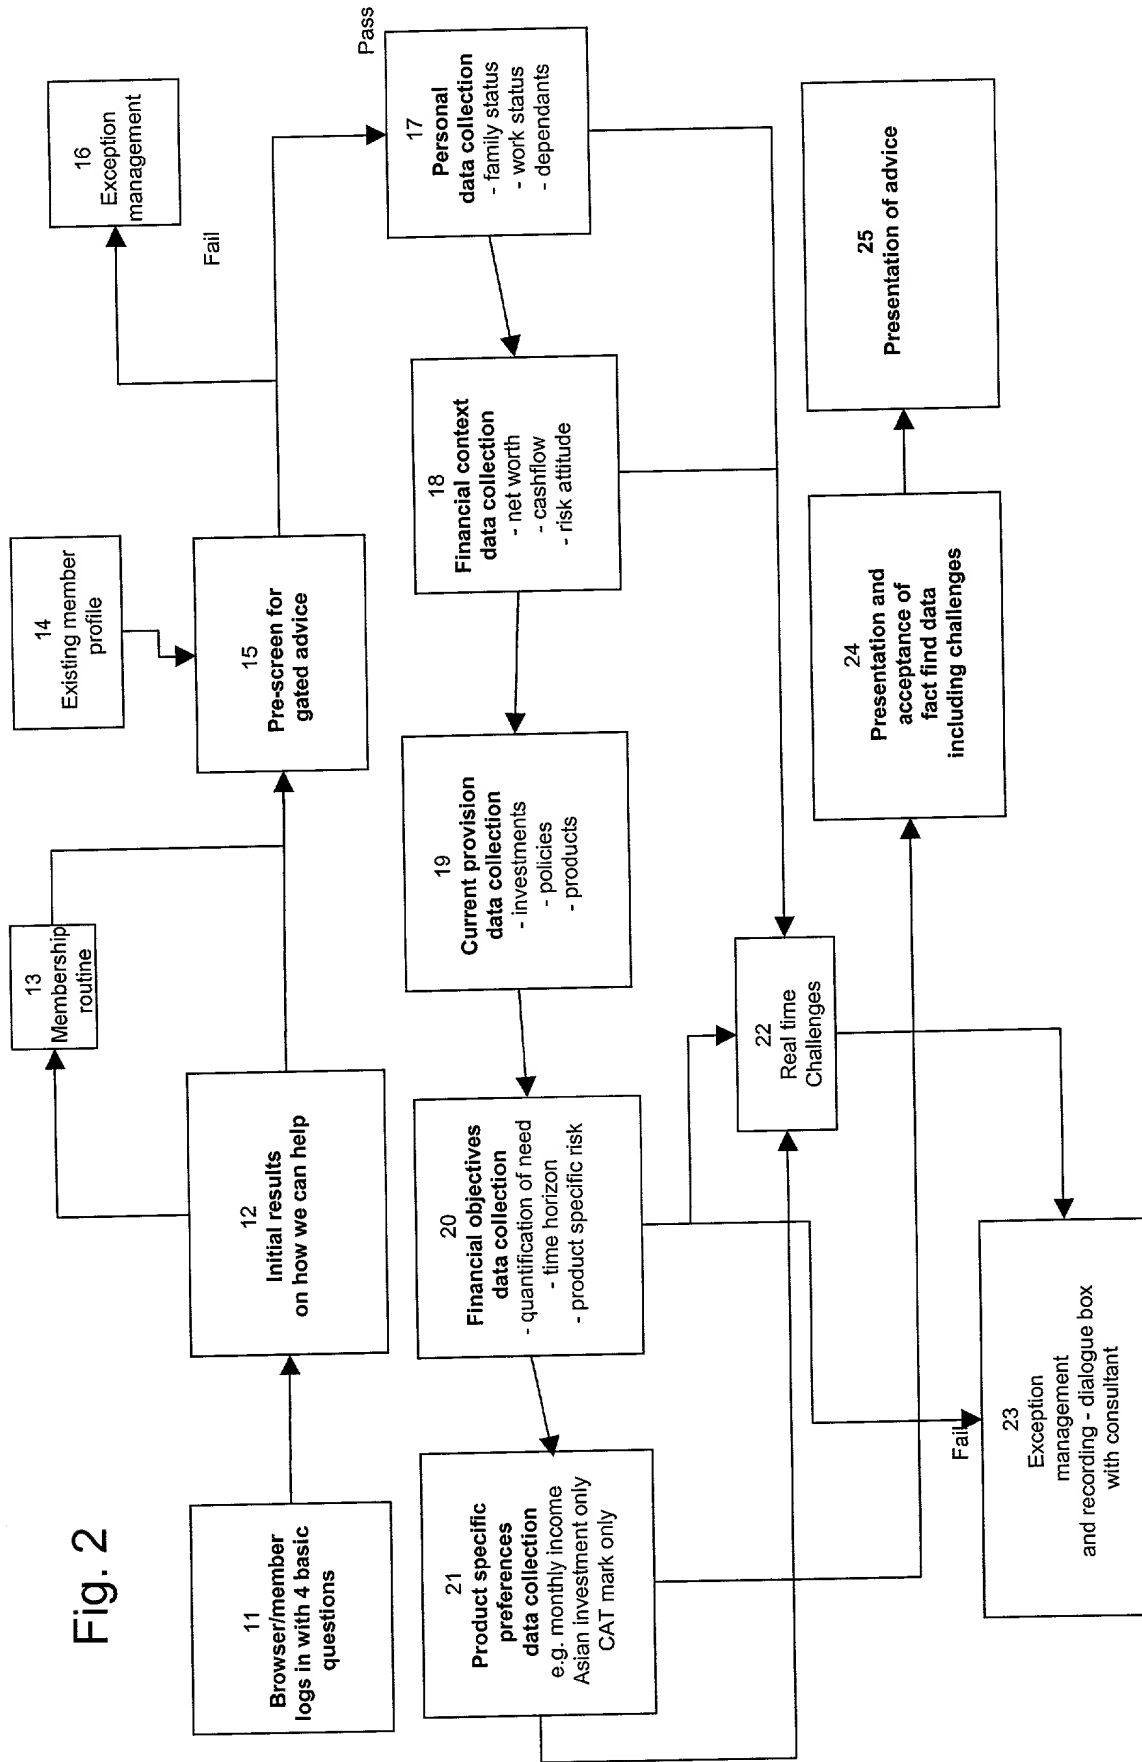 Fig. 2
11
Browser/member
logs in with 4 basic
questions
12
Initial results
on how we can help
13
Membership
routine
14
Existing member
profile
15
Pre-screen for
gated advice
16
Exception
management
Fail
Pass
17
Personal
data collection
- family status
- work status
- dependants
18
Financial context
data collection
- net worth
- cashflow
- risk attitude
19
Current provision
data collection
- investments
- policies
- products
20
Financial objectives
data collection
- quantification of need
- time horizon
- product specific risk
21
Product specific
preferences
data collection
e.g. monthly income
Asian investment only
CAT mark only
22
Real time
Challenges
Fail
23
Exception
management
and recording - dialogue box
with consultant
24
Presentation and
acceptance of
fact find data
including challenges
25
Presentation of advice